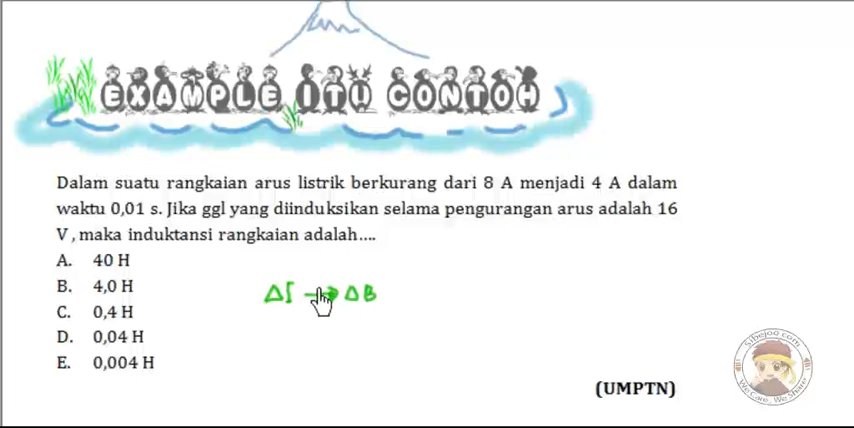 EXAMPLE ITU CONTOH
Dalam suatu rangkaian arus listrik berkurang dari 8 A menjadi 4 A dalam
waktu 0,01 s. Jika ggl yang diinduksikan selama pengurangan arus adalah 16
V, maka induktansi rangkaian adalah....
A. 40 H
B. 4,0 H
C. 0,4 H
D. 0,04 H
E. 0,004 H
ΔI → ΔB
(UMPTN)
Sibejoo.com
We Care, We Share